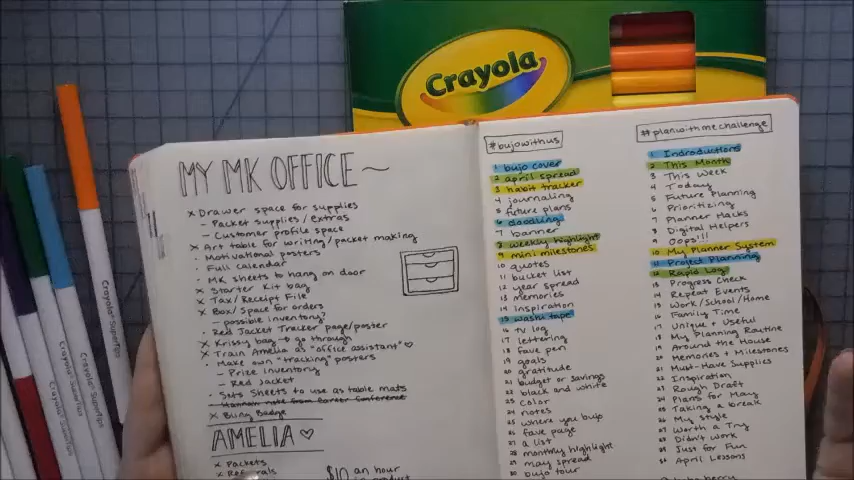 Crayola
MY MK OFFICE ~
x Drawer space for supplies
- Packet supplies/extras
- Customer profile space
x Art table for writing/packet making
· Motivational posters
· Full calendar
· MK sheets to hang on door
x Starter Kit bag
x Tax/Receipt File
x Box/Space for orders
- possible inventory?
· Red Jacket Tracker page/poster
x Krissy bag → go through
x Train Amelia as "office assistant" ♡
· Make own "tracking" posters
- Prize inventory
- Red Jacket
· Sets Sheets to use as table mats
x Bling Badge
AMELIA ♡
x Packets
x Referrals
$10 an hour
in product
#bujowithus
1 bujo cover
2 april spread
3 habit tracker
4 journaling
5 future plans
6 doodling
7 banner
8 weekly highlight
9 mini milestones
10 quotes
11 bucket list
12 year spread
13 memories
14 inspiration
15 washi tape
16 tv log
17 lettering
18 fave pen
19 goals
20 gratitude
21 budget or savings
22 black and white
23 color
24 notes
25 where you bujo
26 fave page
27 a list
28 monthly highlight
29 may spread
30 bujo tour
#planwithmechallenge
1 Introductions
2 This Month
3 This Week
4 Today
5 Future Planning
6 Prioritizing
7 Planner Hacks
8 Digital Helpers
9 Oops!!!
10 My Planner System
11 Project Planning
12 Rapid Log
13 Progress Check
14 Repeat Events
15 Work/School/Home
16 Family Time
17 Unique + Useful
18 My Planning Routine
19 Around the House
20 Memories + Milestones
21 Must-Have Supplies
22 Inspiration
23 Rough Draft
24 Plans for May
25 Taking a break
26 My Style
27 Worth a Try
28 Didn't Work
29 Just for Fun
30 April Lessons
Crayola SuperTips
Crayola SuperTips
Crayola SuperTips